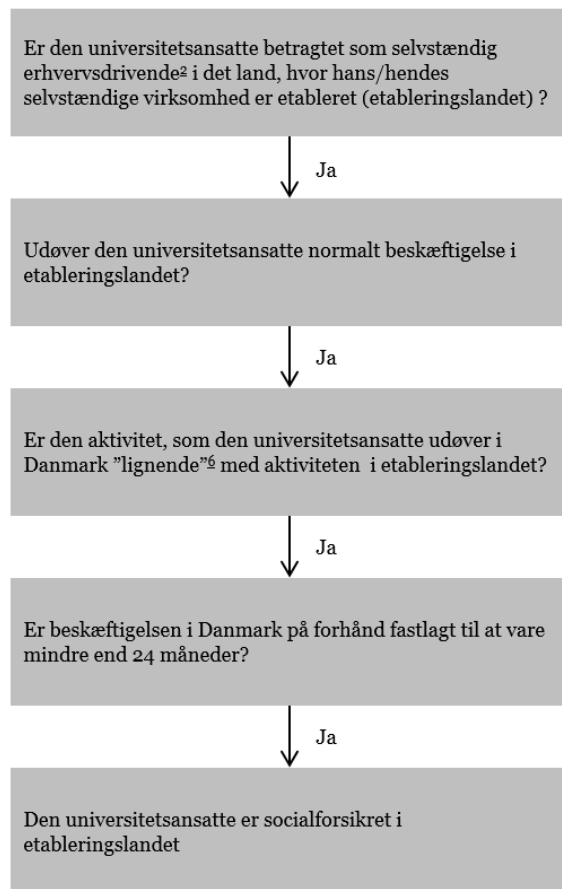 Er den universitetsansatte betragtet som selvstændig
erhvervsdrivende² i det land, hvor hans/hendes
selvstændige virksomhed er etableret (etableringslandet) ?
Ja
Udøver den universitetsansatte normalt beskæftigelse i
etableringslandet?
Ja
Er den aktivitet, som den universitetsansatte udøver i
Danmark ”lignende”⁶ med aktiviteten  i etableringslandet?
Ja
Er beskæftigelsen i Danmark på forhånd fastlagt til at vare
mindre end 24 måneder?
Ja
Den universitetsansatte er socialforsikret i
etableringslandet